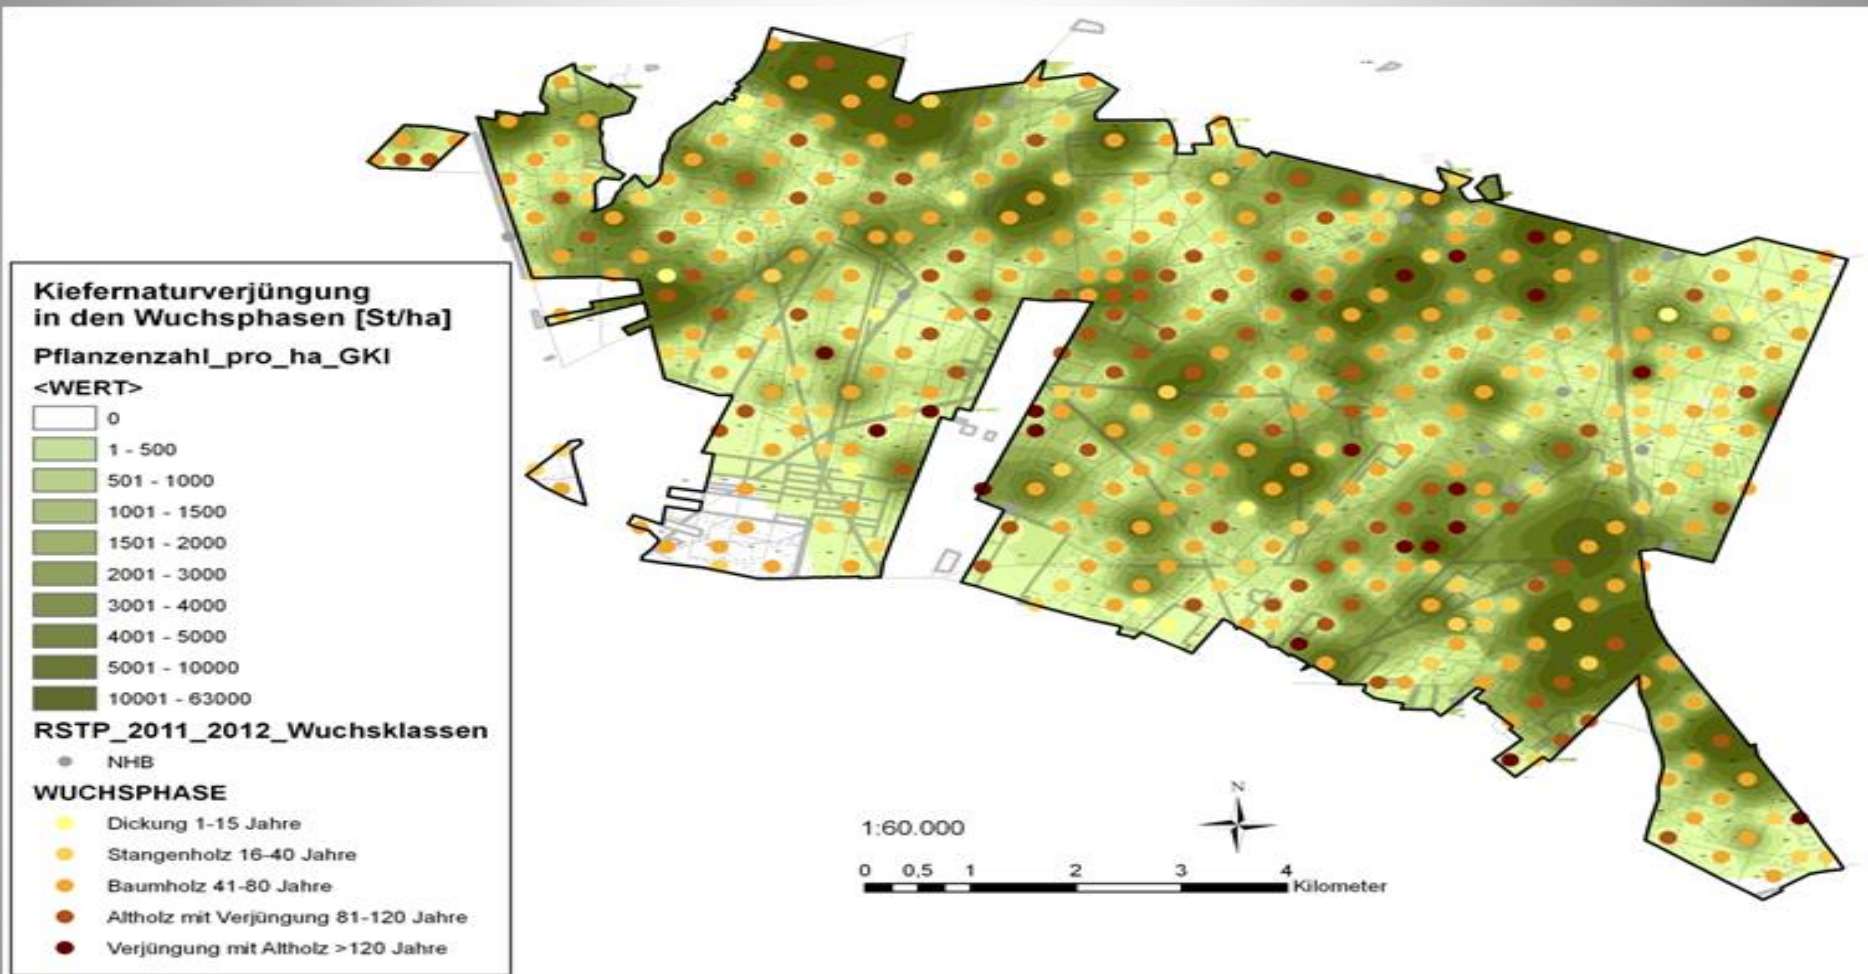 Kiefernaturverjüngung
in den Wuchsphasen [St/ha]
Pflanzenzahl_pro_ha_GKI
<WERT>
0
1 - 500
501 - 1000
1001 - 1500
1501 - 2000
2001 - 3000
3001 - 4000
4001 - 5000
5001 - 10000
10001 - 63000
RSTP_2011_2012_Wuchsklassen
NHB
WUCHSPHASE
Dickung 1-15 Jahre
Stangenholz 16-40 Jahre
Baumholz 41-80 Jahre
Altholz mit Verjüngung 81-120 Jahre
Verjüngung mit Altholz >120 Jahre
N
1:60.000
0 0,5 1 2 3 4
Kilometer